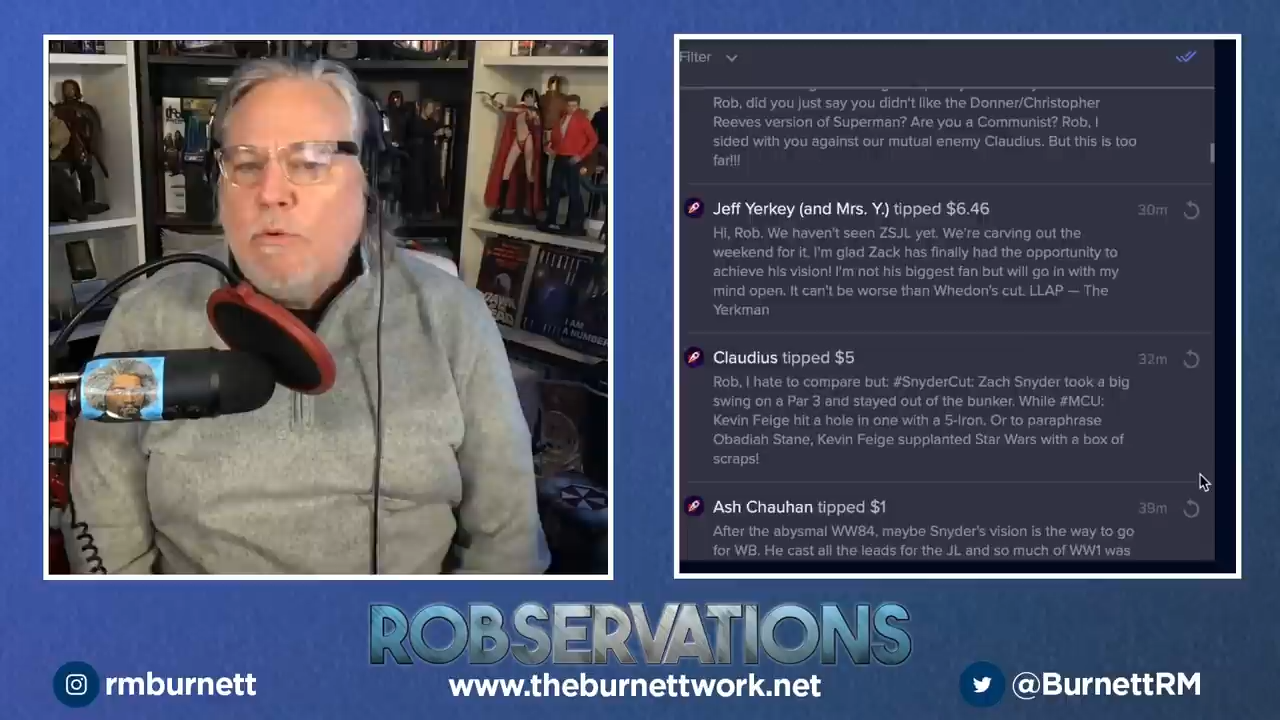 Filter
Rob, did you just say you didn't like the Donner/Christopher
Reeves version of Superman? Are you a Communist? Rob, I
sided with you against our mutual enemy Claudius. But this is too
far!!!
Jeff Yerkey (and Mrs. Y.) tipped $6.46
30m
Hi, Rob. We haven't seen ZSJL yet. We're carving out the
weekend for it. I'm glad Zack has finally had the opportunity to
achieve his vision! I'm not his biggest fan but will go in with my
mind open. It can't be worse than Whedon's cut. LLAP — The
Yerkman
Claudius tipped $5
32m
Rob, I hate to compare but: #SnyderCut: Zach Snyder took a big
swing on a Par 3 and stayed out of the bunker. While #MCU:
Kevin Feige hit a hole in one with a 5-Iron. Or to paraphrase
Obadiah Stane, Kevin Feige supplanted Star Wars with a box of
scraps!
Ash Chauhan tipped $1
39m
After the abysmal WW84, maybe Snyder's vision is the way to go
for WB. He cast all the leads for the JL and so much of WW1 was
I AM
A NUMBER
ROBSERVATIONS
rmburnett
www.theburnettwork.net
@BurnettRM